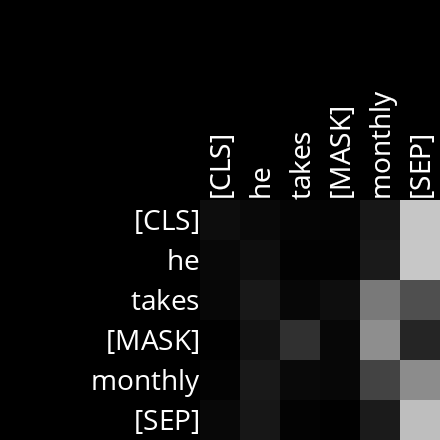 [CLS]
he
takes
[MASK]
monthly
[SEP]
[CLS]
he
takes
[MASK]
monthly
[SEP]